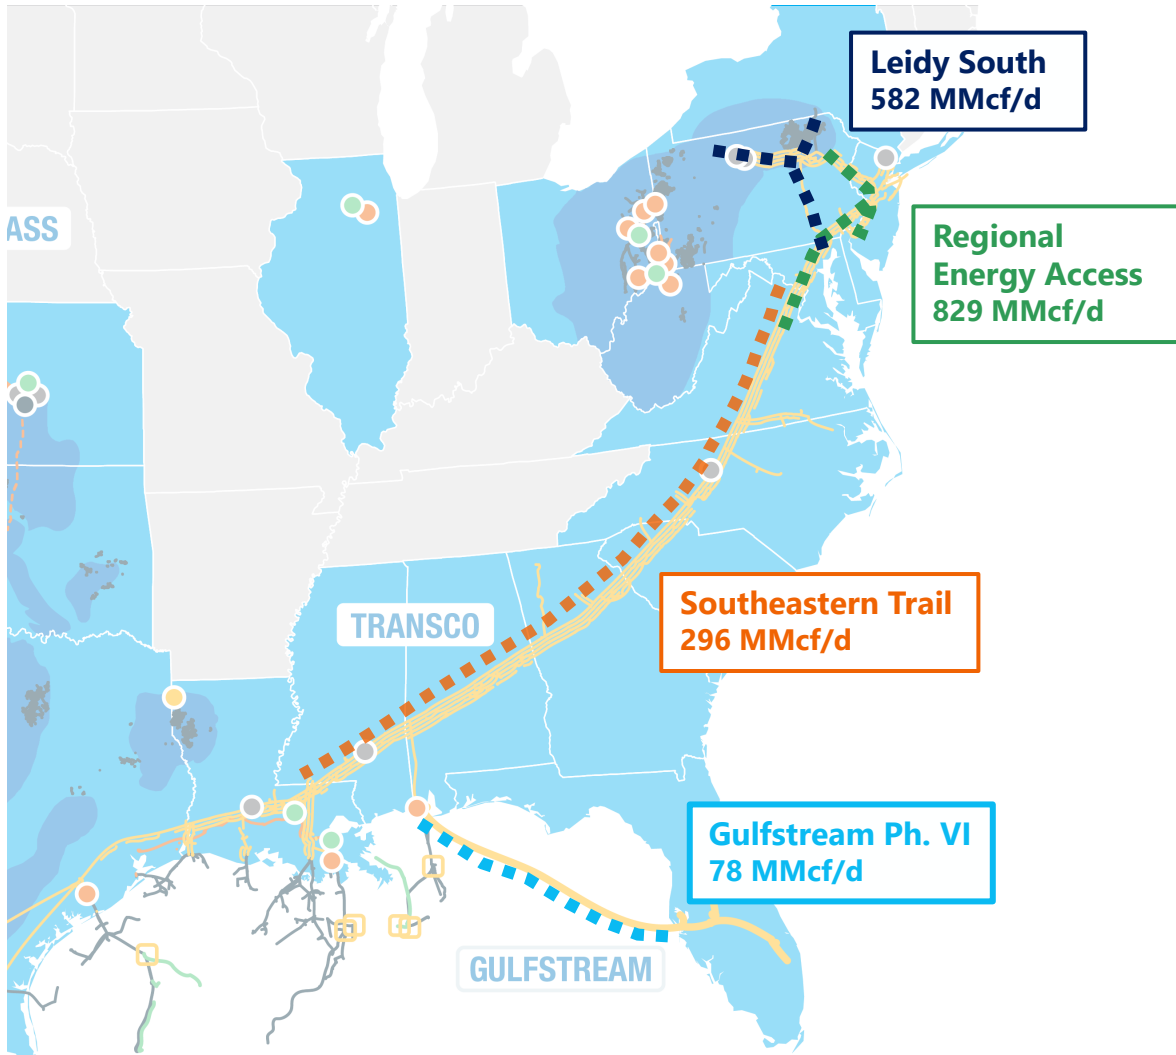 Leidy South
582 MMcf/d
ASS
Regional
Energy Access
829 MMcf/d
Southeastern Trail
296 MMcf/d
TRANSCO
Gulfstream Ph. VI
78 MMcf/d
GULFSTREAM